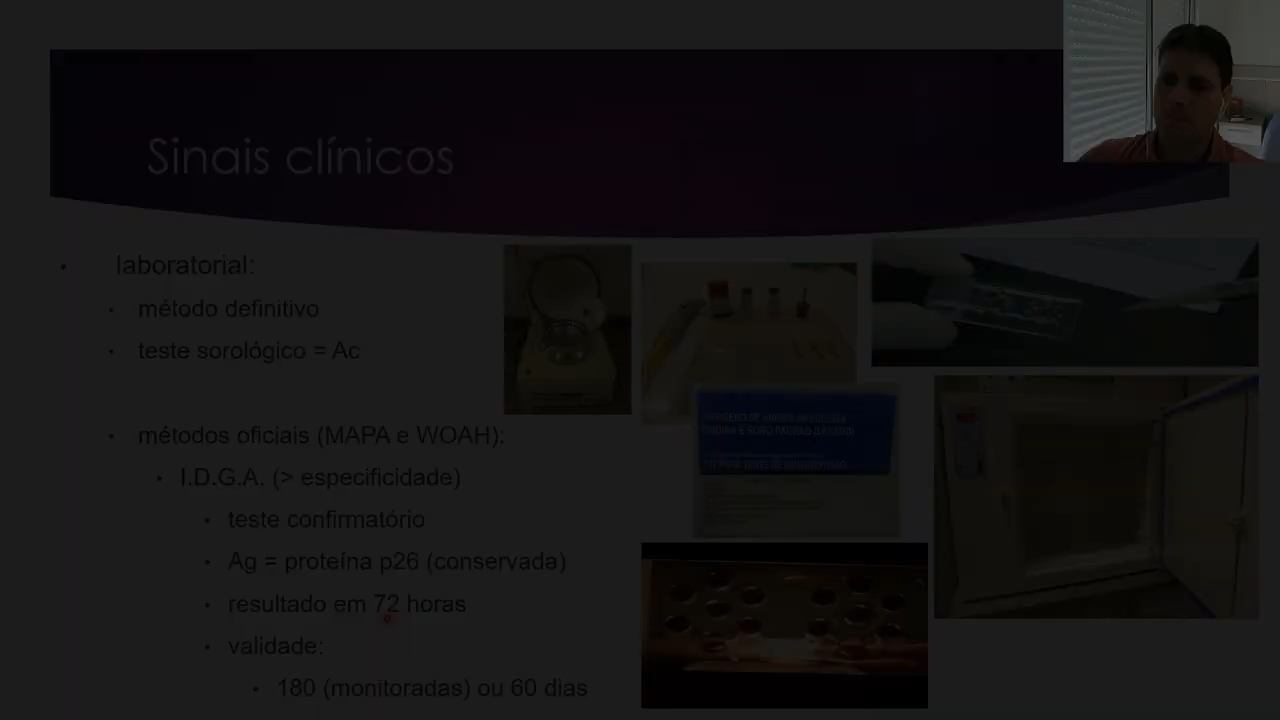 Sinais clínicos
• laboratorial:
• método definitivo
• teste sorológico = Ac
• métodos oficiais (MAPA e WOAH):
• I.D.G.A. (> especificidade)
• teste confirmatório
• Ag = proteína p26 (conservada)
• resultado em 72 horas
• validade:
• 180 (monitoradas) ou 60 dias